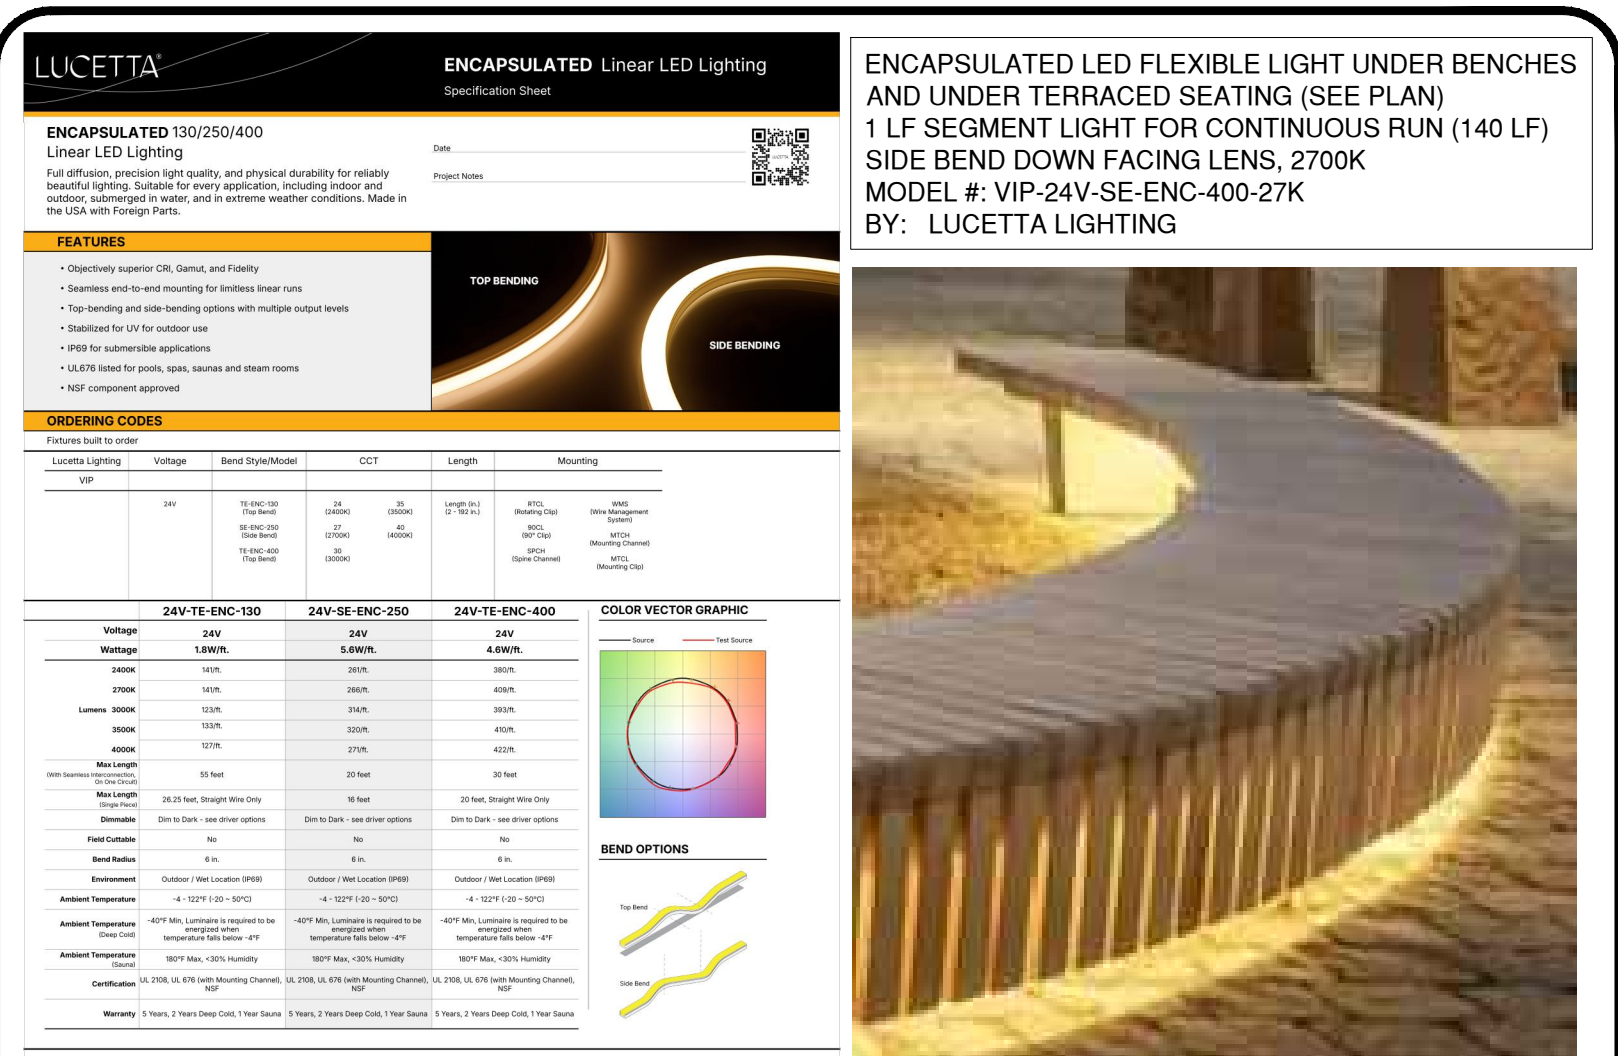 LUCETTA®
ENCAPSULATED Linear LED Lighting
Specification Sheet
ENCAPSULATED 130/250/400
Linear LED Lighting
Full diffusion, precision light quality, and physical durability for reliably
beautiful lighting. Suitable for every application, including indoor and
outdoor, submerged in water, and in extreme weather conditions. Made in
the USA with Foreign Parts.
Date
Project Notes
LUCETTA
FEATURES
• Objectively superior CRI, Gamut, and Fidelity
• Seamless end-to-end mounting for limitless linear runs
• Top-bending and side-bending options with multiple output levels
• Stabilized for UV for outdoor use
• IP69 for submersible applications
• UL676 listed for pools, spas, saunas and steam rooms
• NSF component approved
TOP BENDING
SIDE BENDING
ORDERING CODES
Fixtures built to order
Lucetta Lighting Voltage Bend Style/Model CCT Length Mounting
VIP
24V TE-ENC-130 24 35 Length (in.) RTCL WMS
(Top Bend) (2400K) (3500K) (2 - 192 in.) (Rotating Clip) (Wire Management
System)
SE-ENC-250 27 40 90CL
(Side Bend) (2700K) (4000K) (90° Clip) MTCH
(Mounting Channel)
TE-ENC-400 30 SPCH
(Top Bend) (3000K) (Spine Channel) MTCL
(Mounting Clip)
24V-TE-ENC-130 24V-SE-ENC-250 24V-TE-ENC-400
Voltage 24V 24V 24V
Wattage 1.8W/ft. 5.6W/ft. 4.6W/ft.
2400K 141/ft. 261/ft. 380/ft.
2700K 141/ft. 266/ft. 409/ft.
Lumens 3000K 123/ft. 314/ft. 393/ft.
3500K 133/ft. 320/ft. 410/ft.
4000K 127/ft. 271/ft. 422/ft.
Max Length
(With Seamless Interconnection, 55 feet 20 feet 30 feet
On One Circuit)
Max Length
(Single Piece) 26.25 feet, Straight Wire Only 16 feet 20 feet, Straight Wire Only
Dimmable Dim to Dark - see driver options Dim to Dark - see driver options Dim to Dark - see driver options
Field Cuttable No No No
Bend Radius 6 in. 6 in. 6 in.
Environment Outdoor / Wet Location (IP69) Outdoor / Wet Location (IP69) Outdoor / Wet Location (IP69)
Ambient Temperature -4 - 122°F (-20 ~ 50°C) -4 - 122°F (-20 ~ 50°C) -4 - 122°F (-20 ~ 50°C)
Ambient Temperature -40°F Min, Luminaire is required to be -40°F Min, Luminaire is required to be -40°F Min, Luminaire is required to be
(Deep Cold) energized when energized when energized when
temperature falls below -4°F temperature falls below -4°F temperature falls below -4°F
Ambient Temperature 180°F Max, <30% Humidity 180°F Max, <30% Humidity 180°F Max, <30% Humidity
(Sauna)
Certification UL 2108, UL 676 (with Mounting Channel), UL 2108, UL 676 (with Mounting Channel), UL 2108, UL 676 (with Mounting Channel),
NSF NSF NSF
Warranty 5 Years, 2 Years Deep Cold, 1 Year Sauna 5 Years, 2 Years Deep Cold, 1 Year Sauna 5 Years, 2 Years Deep Cold, 1 Year Sauna
COLOR VECTOR GRAPHIC
Source Test Source
BEND OPTIONS
Top Bend
Side Bend
ENCAPSULATED LED FLEXIBLE LIGHT UNDER BENCHES
AND UNDER TERRACED SEATING (SEE PLAN)
1 LF SEGMENT LIGHT FOR CONTINUOUS RUN (140 LF)
SIDE BEND DOWN FACING LENS, 2700K
MODEL #: VIP-24V-SE-ENC-400-27K
BY: LUCETTA LIGHTING